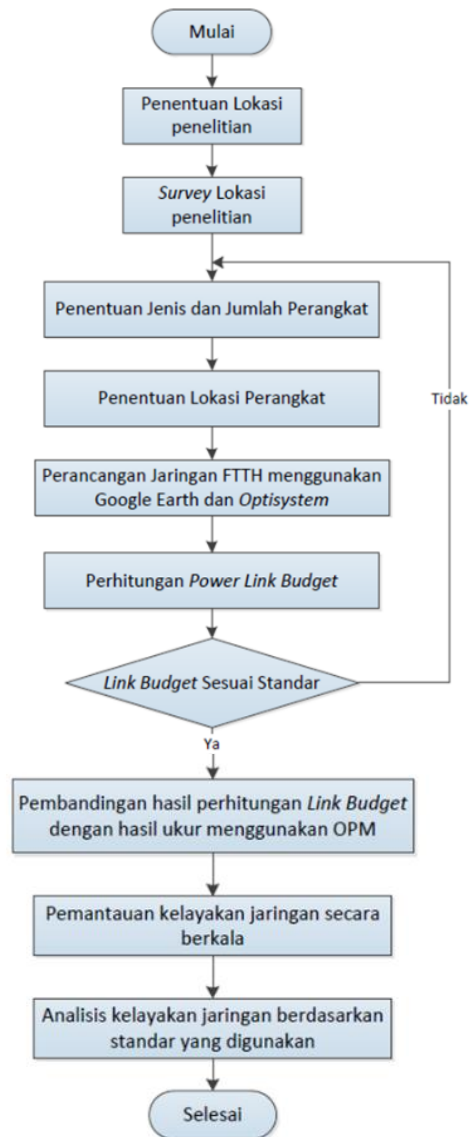 Mulai
Penentuan Lokasi
penelitian
Survey Lokasi
penelitian
Penentuan Jenis dan Jumlah Perangkat
Penentuan Lokasi Perangkat
Tidak
Perancangan Jaringan FTTH menggunakan
Google Earth dan Optisystem
Perhitungan Power Link Budget
Link Budget Sesuai Standar
Ya
Pembandingan hasil perhitungan Link Budget
dengan hasil ukur menggunakan OPM
Pemantauan kelayakan jaringan secara
berkala
Analisis kelayakan jaringan berdasarkan
standar yang digunakan
Selesai